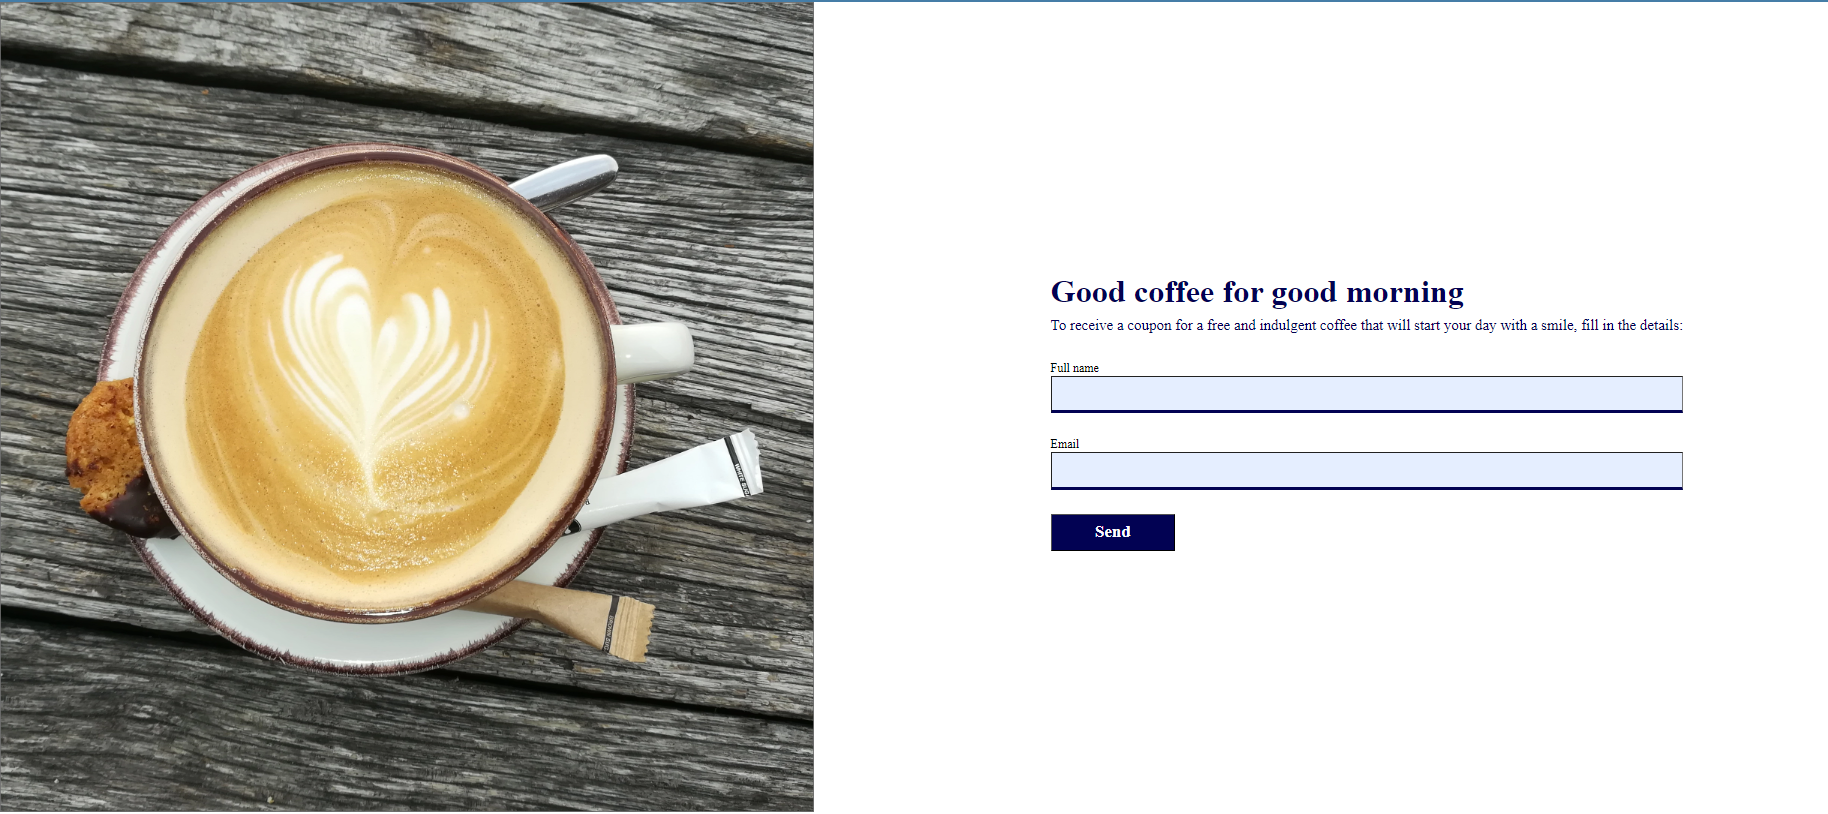 Good coffee for good morning
To receive a coupon for a free and indulgent coffee that will start your day with a smile, fill in the details:
Full name
Email
Send